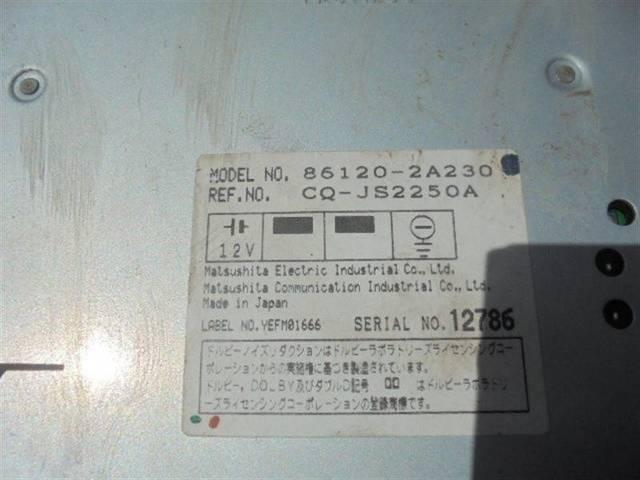 MODEL NO. 86120-2A230
REF.NO. CQ-JS2250A
12V
Matsushita Electric Industrial Co., Ltd.
Matsushita Communication Industrial Co., Ltd.
Made in Japan
LABEL NO.YEFM01666 SERIAL NO.12786
ドルビーノイズリダクションはドルビーラボラトリーズライセンシングコー
ポレーションからの実施権に基づき製造されています。
ドルビー,DOLBY及びダブルD記号 はドルビーラボラトリ
ーズライセンシングコーポレーションの登録商標です。